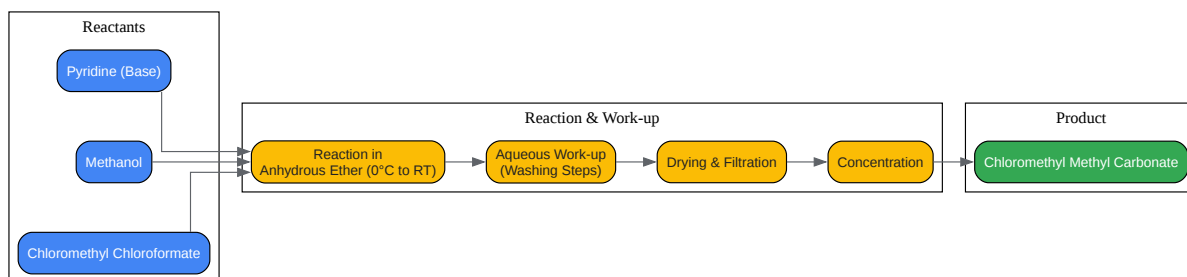 Reactants
Pyridine (Base)
Methanol
Chloromethyl Chloroformate
Reaction & Work-up
Reaction in
Anhydrous Ether (0°C to RT)
Aqueous Work-up
(Washing Steps)
Drying & Filtration
Concentration
Product
Chloromethyl Methyl Carbonate